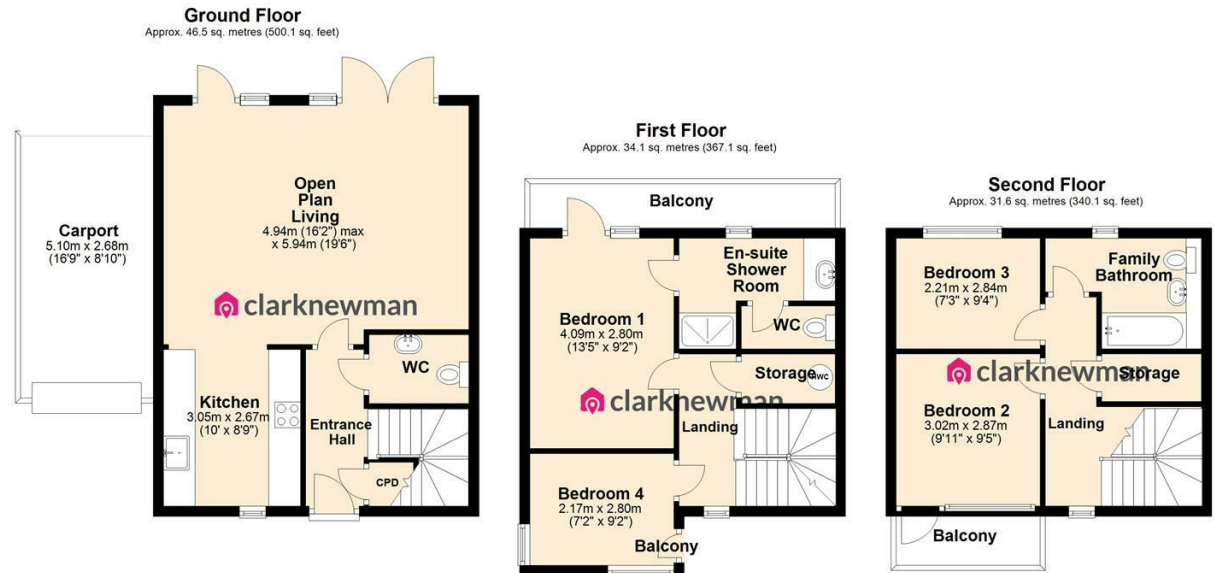 Ground Floor
Approx. 46.5 sq. metres (500.1 sq. feet)
Open
Plan
Living
4.94m (16'2") max
x 5.94m (19'6")
Carport
5.10m x 2.68m
(16'9" x 8'10")
clarknewman
WC
Kitchen
3.05m x 2.67m
(10' x 8'9")
Entrance
Hall
CPD
First Floor
Approx. 34.1 sq. metres (367.1 sq. feet)
Balcony
En-suite
Shower
Room
Bedroom 1
4.09m x 2.80m
(13'5" x 9'2")
WC
Storage
HWC
clarknewman
Landing
Bedroom 4
2.17m x 2.80m
(7'2" x 9'2")
Balcony
Second Floor
Approx. 31.6 sq. metres (340.1 sq. feet)
Bedroom 3
2.21m x 2.84m
(7'3" x 9'4")
Family
Bathroom
clarknewman
Storage
Bedroom 2
3.02m x 2.87m
(9'11" x 9'5")
Landing
Balcony